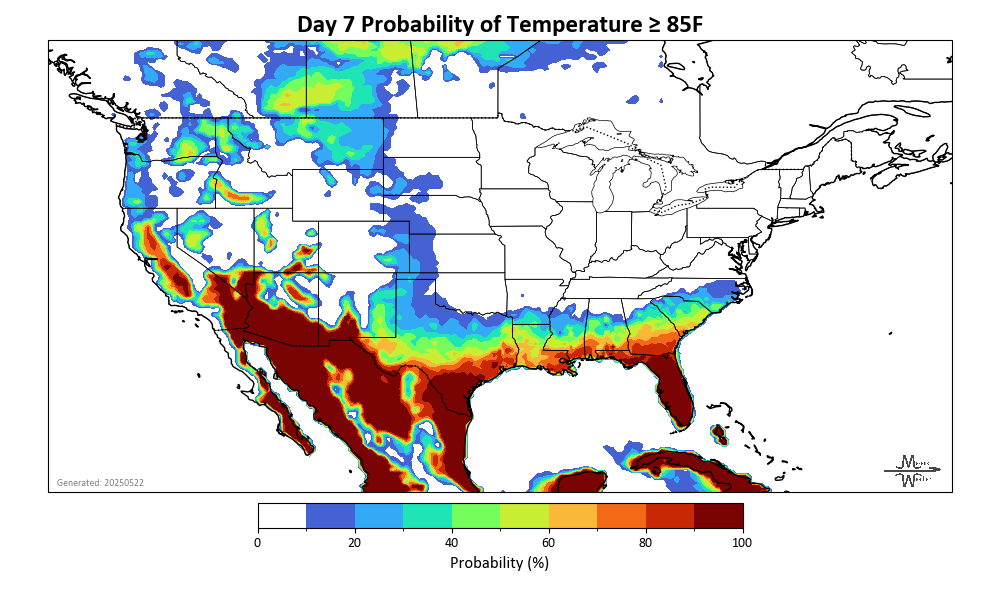 Day 7 Probability of Temperature ≥ 85F
Generated: 20250522
0 20 40 60 80 100
Probability (%)